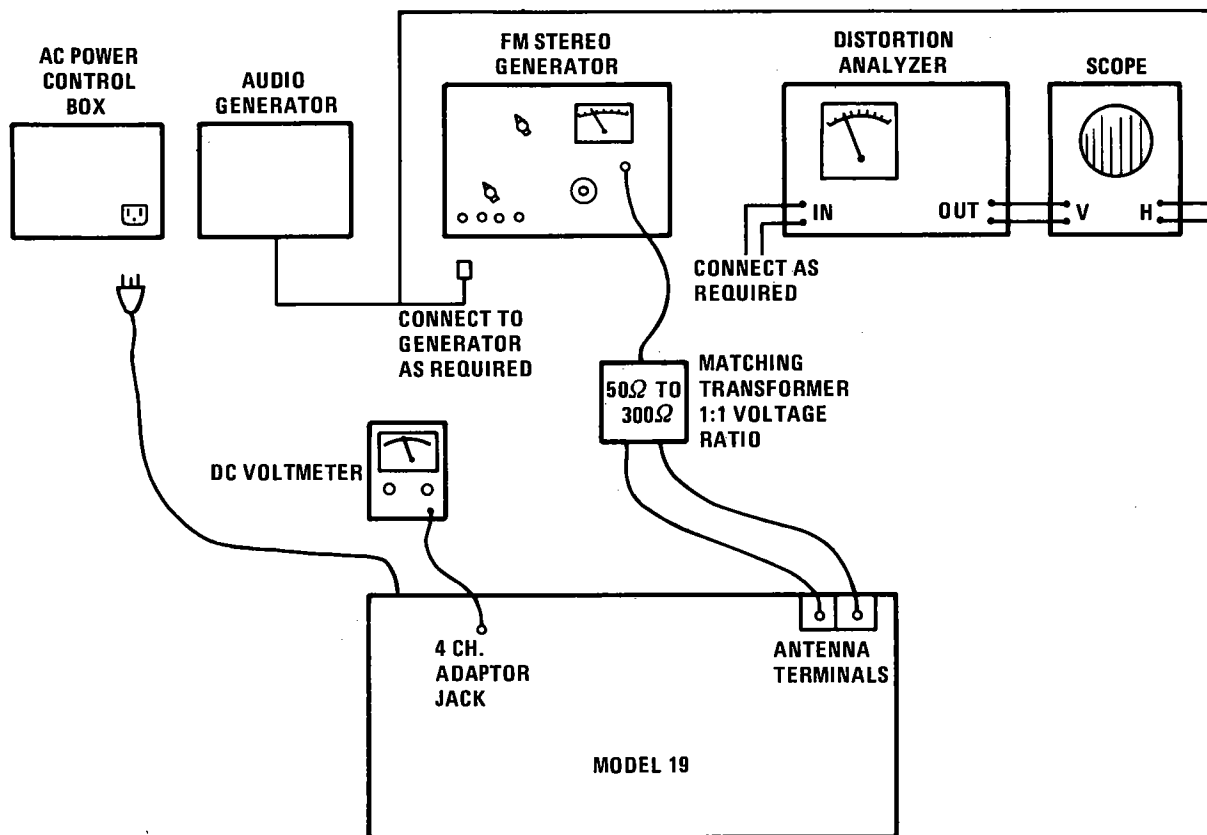 AC POWER
CONTROL
BOX
AUDIO
GENERATOR
FM STEREO
GENERATOR
DISTORTION
ANALYZER
SCOPE
IN
OUT
V
H
CONNECT TO
GENERATOR
AS REQUIRED
CONNECT AS
REQUIRED
50Ω TO
300Ω
MATCHING
TRANSFORMER
1:1 VOLTAGE
RATIO
DC VOLTMETER
4 CH.
ADAPTOR
JACK
ANTENNA
TERMINALS
MODEL 19